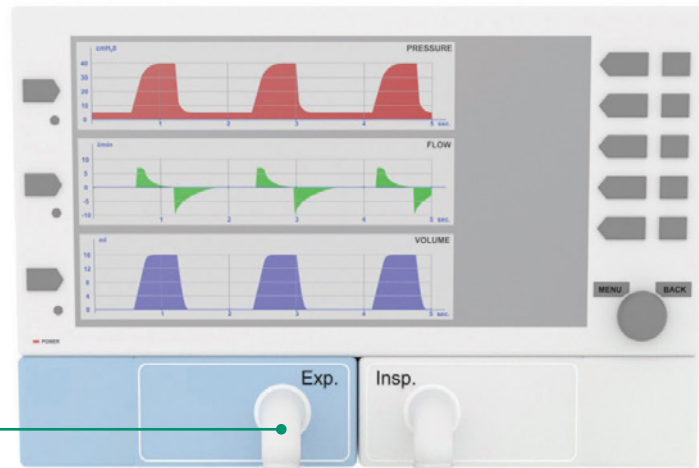 cmH₂0 PRESSURE
40
30
20
10
0
1 2 3 4 5 sec.
l/min FLOW
10
5
0
-5
-10
1 2 3 4 5 sec.
ml VOLUME
16
12
8
4
0
1 2 3 4 5 sec.
MENU BACK
POWER
Exp. Insp.